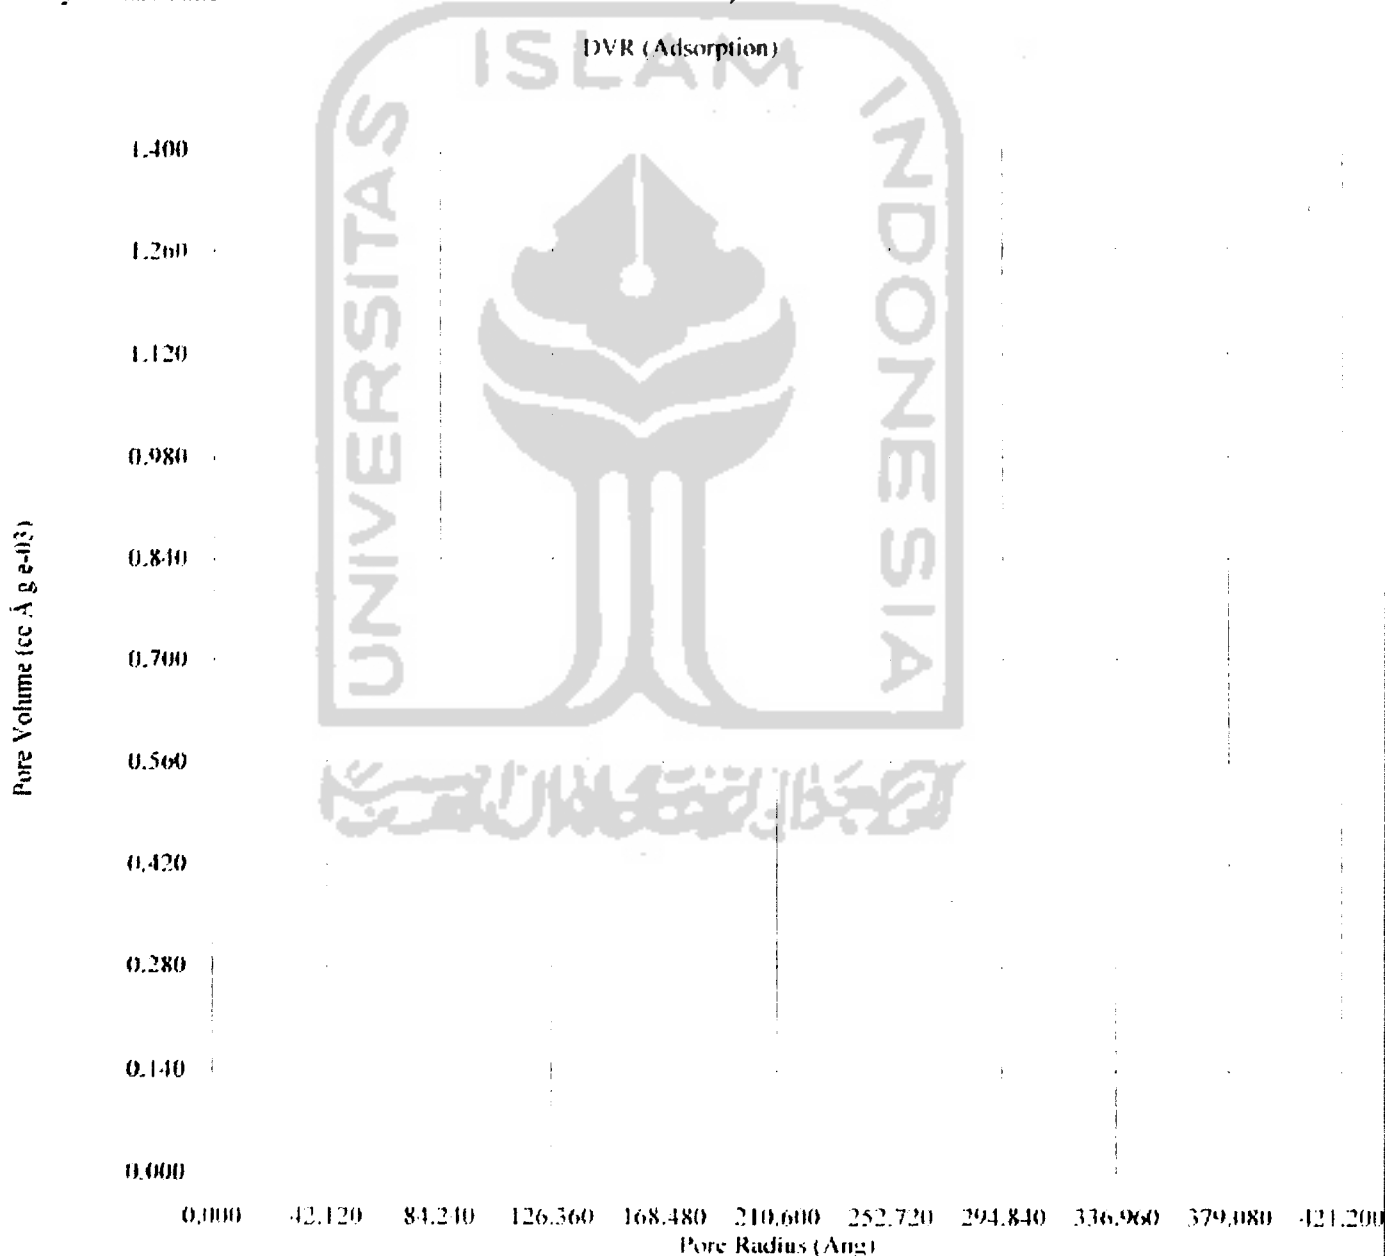 DVR (Adsorption)
ISLAM
UNIVERSITAS
INDONESIA
Pore Volume (cc Å g e-03)
1.400
1.260
1.120
0.980
0.840
0.700
0.560
0.420
0.280
0.140
0.000
0,000 42.120 84.240 126.360 168.480 210.600 252.720 294.840 336.960 379.080 421.200
Pore Radius (Ang)